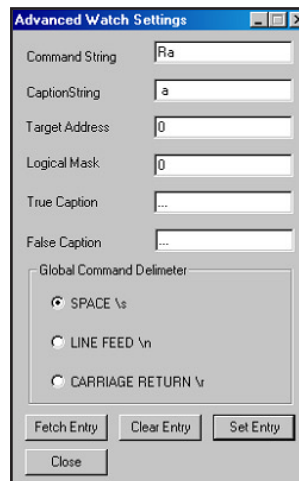 Advanced Watch Settings
Command String Ra
CaptionString a
Target Address 0
Logical Mask 0
True Caption ...
False Caption ...
Global Command Delimeter
SPACE \s
LINE FEED \n
CARRIAGE RETURN \r
Fetch Entry Clear Entry Set Entry
Close